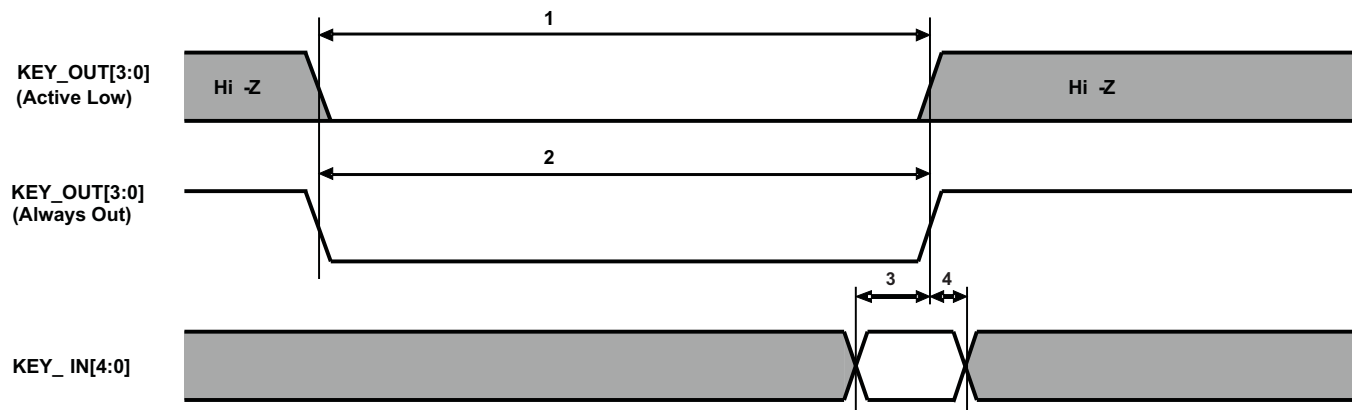 1
KEY_OUT[3:0]
(Active Low)
Hi -Z
Hi -Z
2
KEY_OUT[3:0]
(Always Out)
3
4
KEY_ IN[4:0]